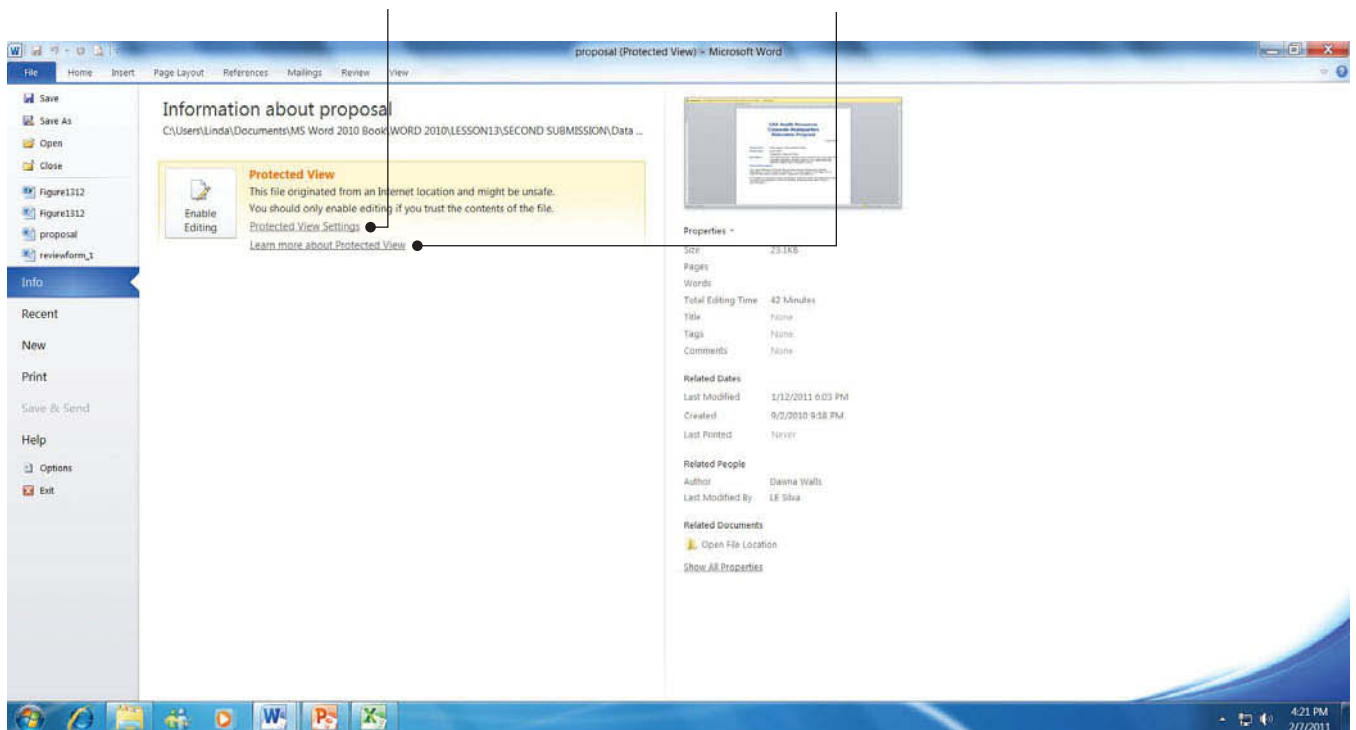 proposal (Protected View) - Microsoft Word
File Home Insert Page Layout References Mailings Review View
Save
Save As
Open
Close
Figure1312
Figure1312
proposal
reviewform_1
Info
Recent
New
Print
Save & Send
Help
Options
Exit
Information about proposal
C:\Users\Linda\Documents\MS Word 2010 Book\WORD 2010\LESSON13\SECOND SUBMISSION\Data ...
Enable
Editing
Protected View
This file originated from an Internet location and might be unsafe.
You should only enable editing if you trust the contents of the file.
Protected View Settings
Learn more about Protected View
Properties
Size 23.1KB
Pages
Words
Total Editing Time 42 Minutes
Title None
Tags None
Comments None
Related Dates
Last Modified 1/12/2011 6:03 PM
Created 9/2/2010 9:18 PM
Last Printed Never
Related People
Author Dawna Walls
Last Modified By LE Silva
Related Documents
Open File Location
Show All Properties
4:21 PM
2/7/2011